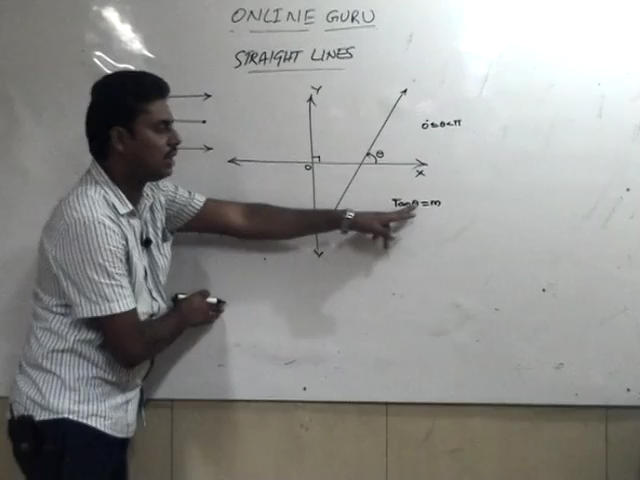 ONLINE GURU
STRAIGHT LINES
Y
0≤θ<π
θ
O
X
Tanθ=m